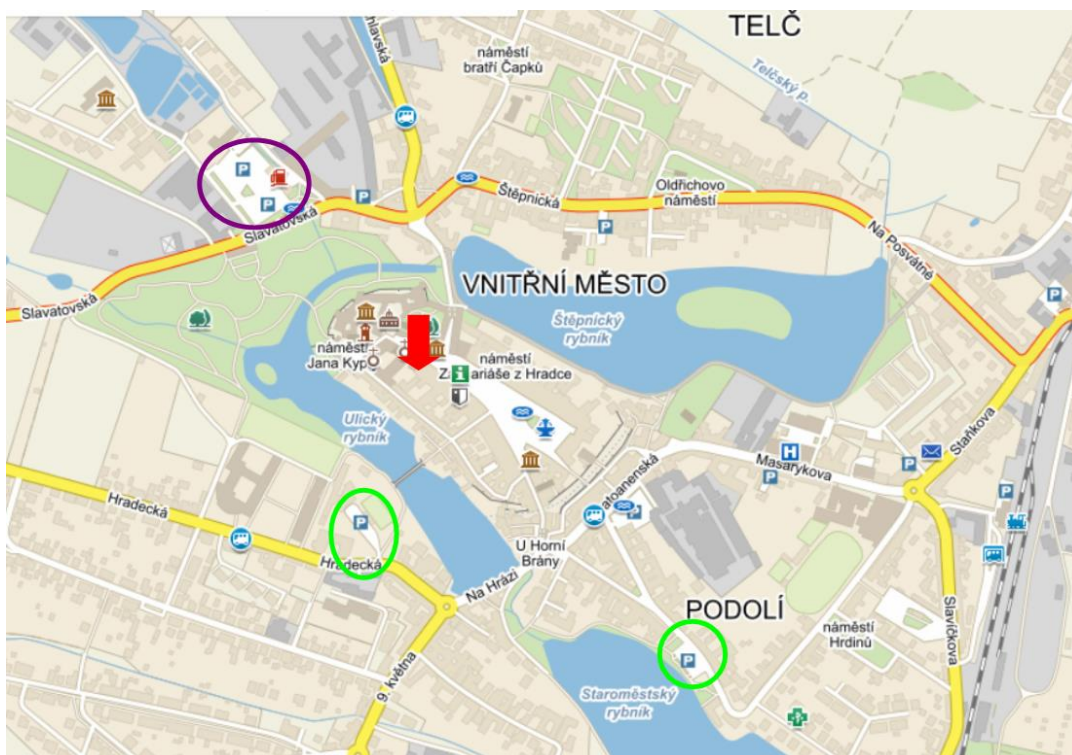 TELČ
náměstí
bratří Čapků
Telčský p.
Oldřichovo
náměstí
Štěpnická
Slavatovská
Na Posvátné
Slavatovská
VNITŘNÍ MĚSTO
Štěpnický
rybník
náměstí
Jana Kyp
náměstí
Z ariáše z Hradce
Ulický
rybník
Staňkova
Masarykova
atoanenská
Hradecká
U Horní
Brány
Hradecká
Na Hrázi
PODOLÍ
náměstí
Hrdinů
Slavíčkova
9. května
Staroměstský
rybník
P
P
P
P
P
P
P
P
P
P
H
i